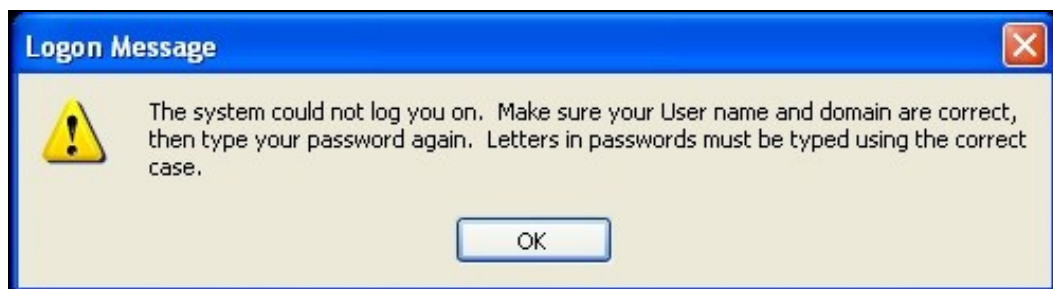 Logon Message
The system could not log you on.  Make sure your User name and domain are correct,
then type your password again.  Letters in passwords must be typed using the correct
case.
OK